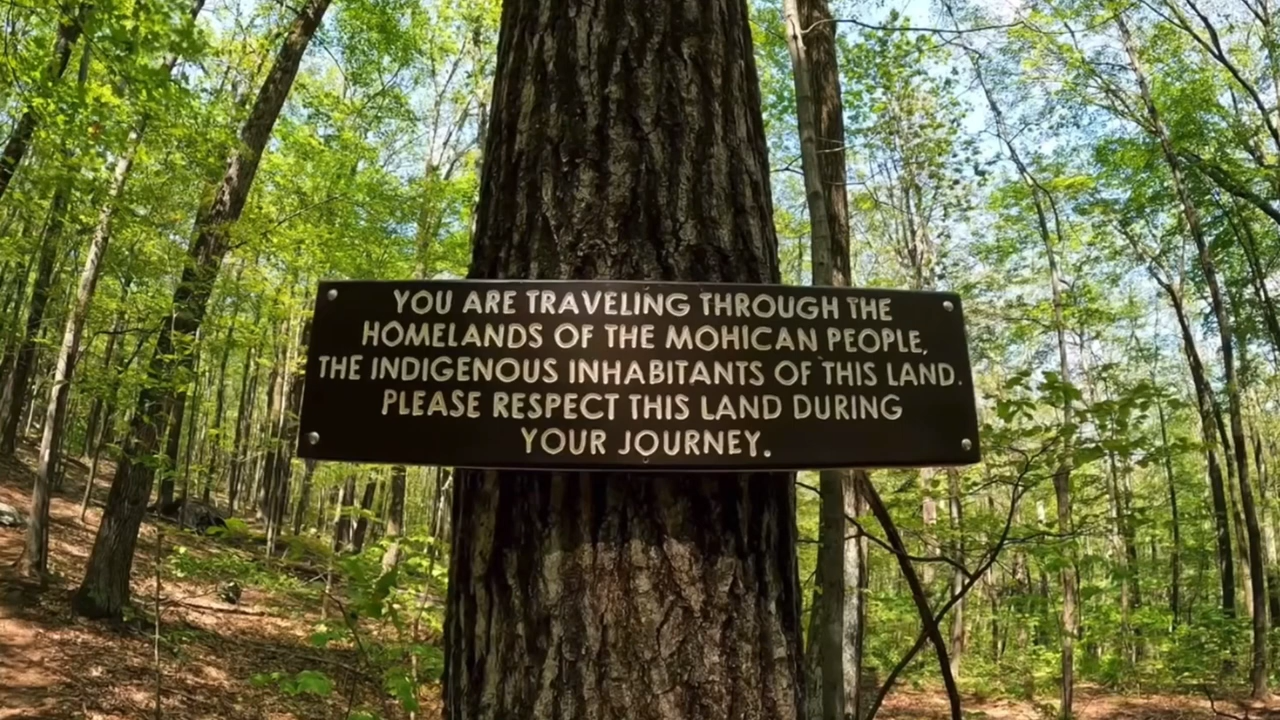 YOU ARE TRAVELING THROUGH THE
HOMELANDS OF THE MOHICAN PEOPLE,
THE INDIGENOUS INHABITANTS OF THIS LAND.
PLEASE RESPECT THIS LAND DURING
YOUR JOURNEY.